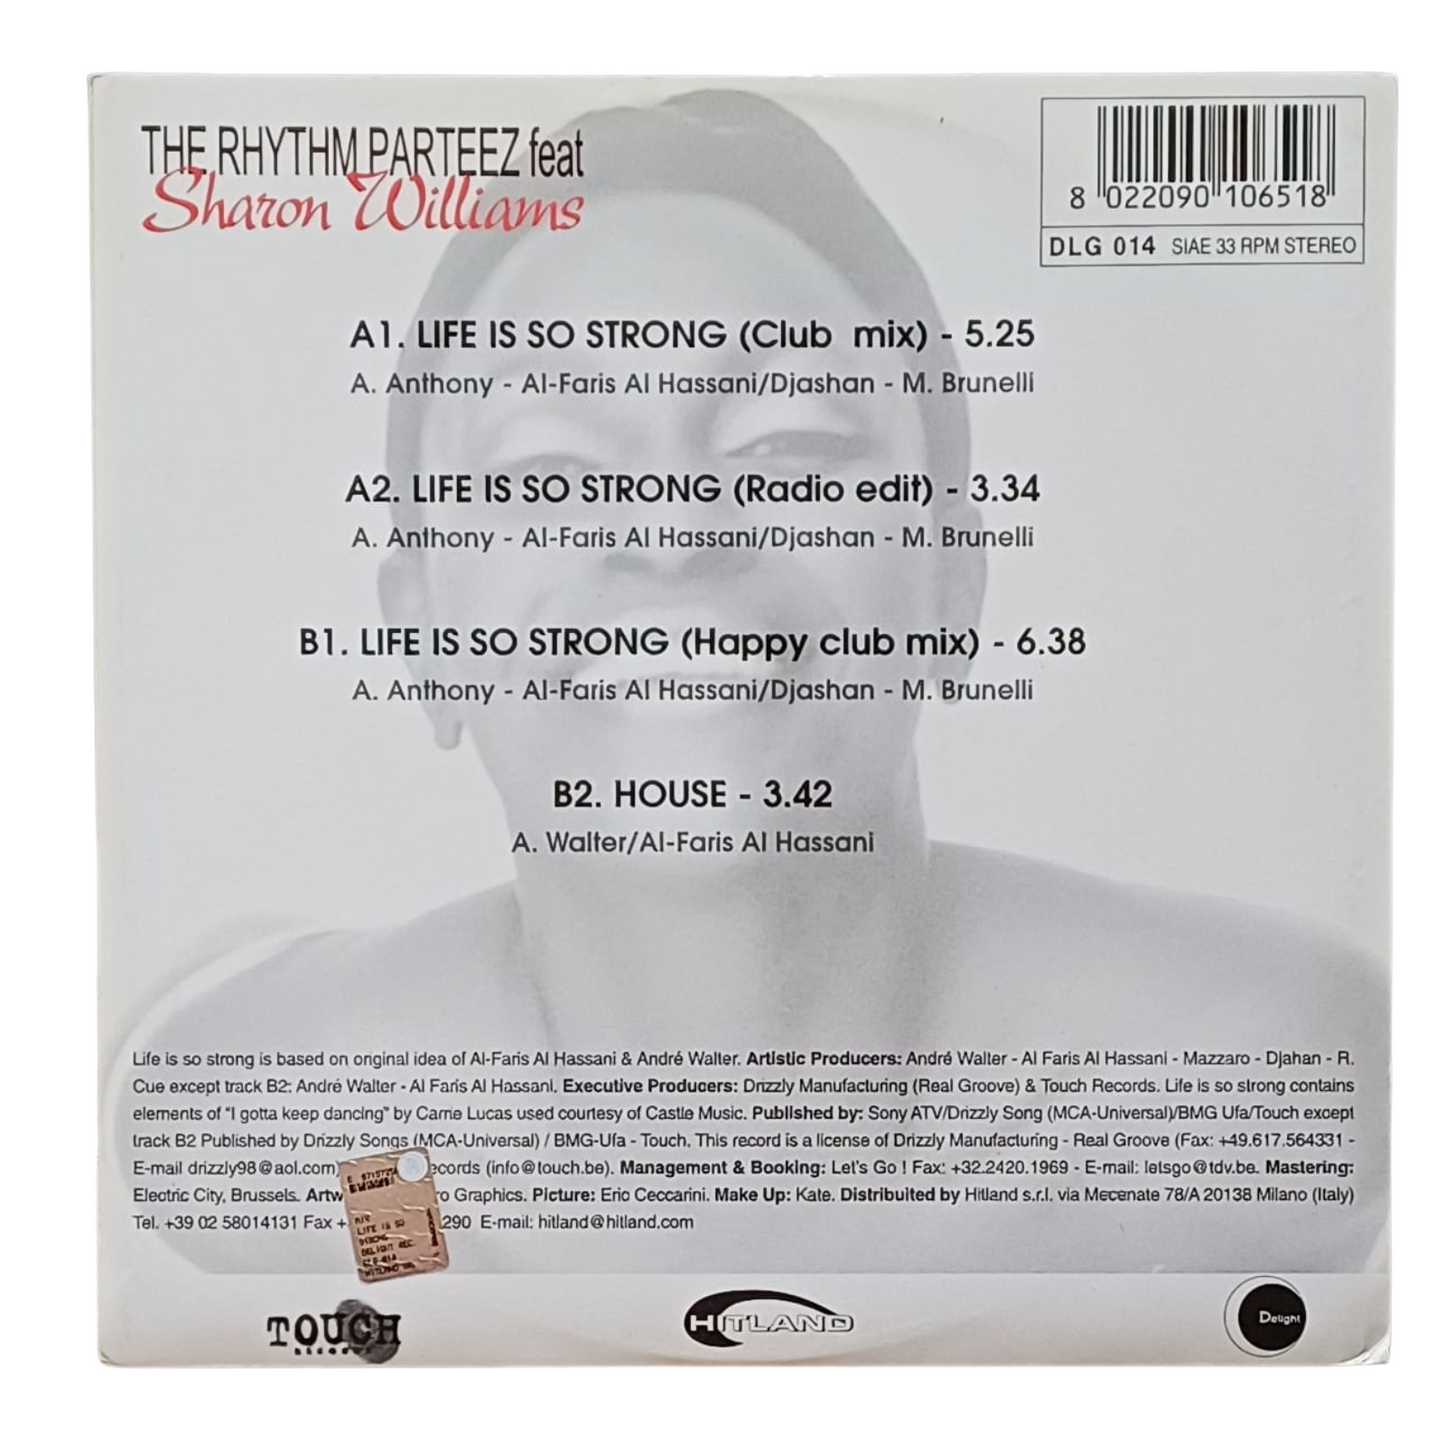 THE RHYTHM PARTEEZ feat
Sharon Williams
8 022090 106518
DLG 014 SIAE 33 RPM STEREO
A1. LIFE IS SO STRONG (Club mix) - 5.25
A. Anthony - Al-Faris Al Hassani/Djashan - M. Brunelli
A2. LIFE IS SO STRONG (Radio edit) - 3.34
A. Anthony - Al-Faris Al Hassani/Djashan - M. Brunelli
B1. LIFE IS SO STRONG (Happy club mix) - 6.38
A. Anthony - Al-Faris Al Hassani/Djashan - M. Brunelli
B2. HOUSE - 3.42
A. Walter/Al-Faris Al Hassani
Life is so strong is based on original idea of Al-Faris Al Hassani & André Walter. Artistic Producers: André Walter - Al Faris Al Hassani - Mazzaro - Djahan - R.
Cue except track B2: André Walter - Al Faris Al Hassani. Executive Producers: Drizzly Manufacturing (Real Groove) & Touch Records. Life is so strong contains
elements of "I gotta keep dancing" by Carrie Lucas used courtesy of Castle Music. Published by: Sony ATV/Drizzly Song (MCA-Universal)/BMG Ufa/Touch except
track B2 Published by Drizzly Songs (MCA-Universal) / BMG-Ufa - Touch. This record is a license of Drizzly Manufacturing - Real Groove (Fax: +49.617.564331 -
E-mail drizzly98@aol.com) ecords (info@touch.be). Management & Booking: Let's Go ! Fax: +32.2420.1969 - E-mail: letsgo@tdv.be. Mastering:
Electric City, Brussels. Artw ro Graphics. Picture: Eric Ceccarini. Make Up: Kate. Distribuited by Hitland s.r.l. via Mecenate 78/A 20138 Milano (Italy)
Tel. +39 02 58014131 Fax + 290 E-mail: hitland@hitland.com
LIFE IS SO
STRONG
DELIGHT REC.
TOUCH
RECORDS
HITLAND
Delight